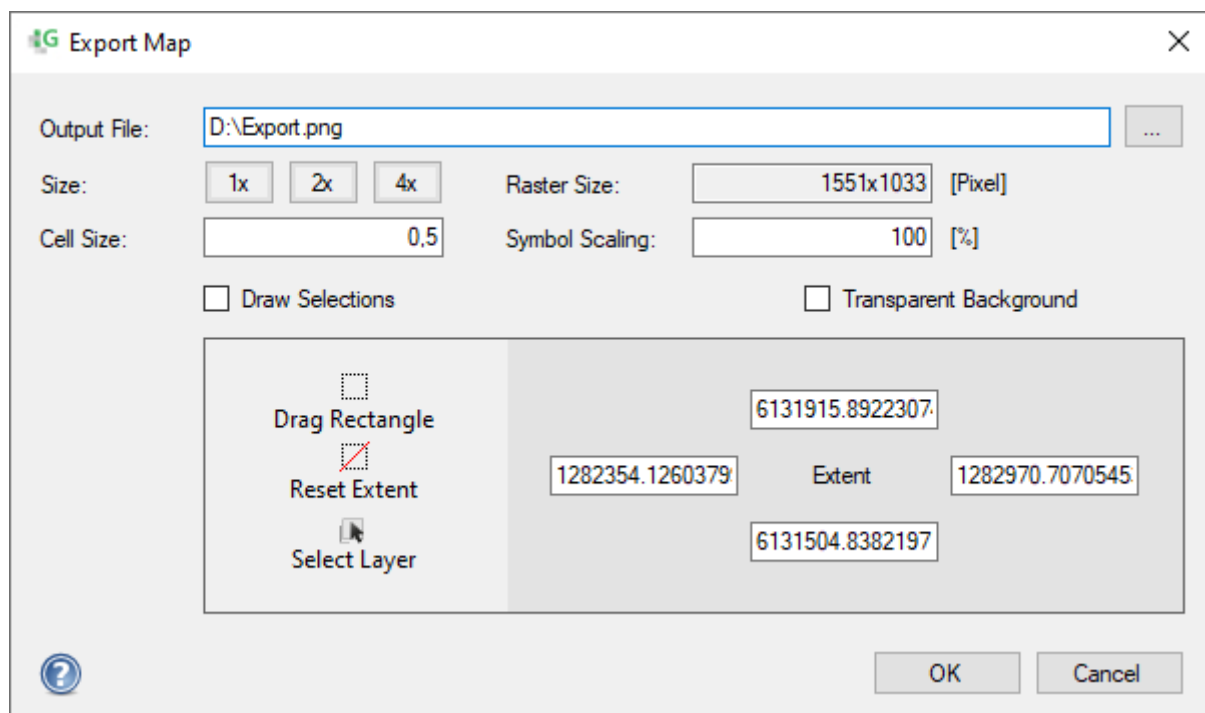 Export Map
Output File: D:\Export.png ...
Size: 1x 2x 4x Raster Size: 1551x1033 [Pixel]
Cell Size: 0,5 Symbol Scaling: 100 [%]
Draw Selections Transparent Background
Drag Rectangle
Reset Extent
Select Layer
6131915.8922307
1282354.1260379 Extent 1282970.7070545
6131504.8382197
OK Cancel